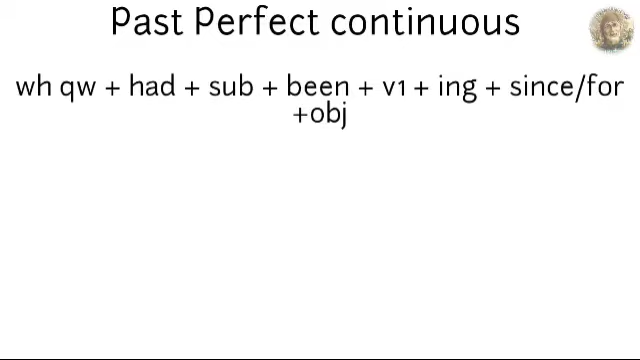 Past Perfect continuous
wh qw + had + sub + been + v1 + ing + since/for
+obj